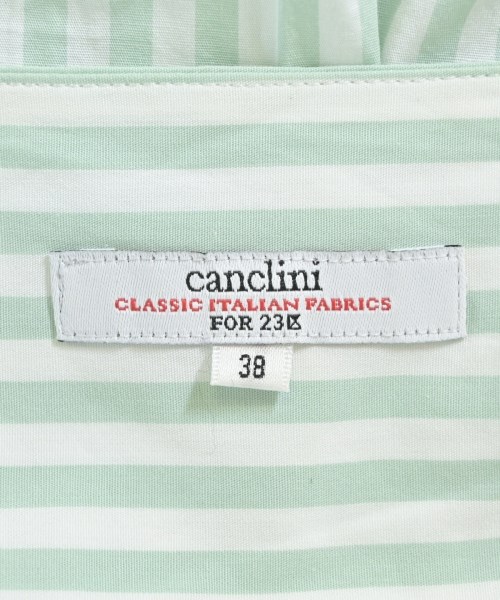 canclini
CLASSIC ITALIAN FABRICS
FOR 23区
38